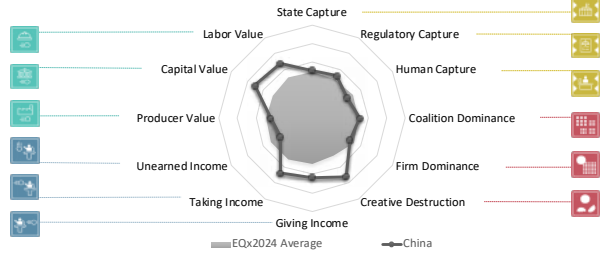 State Capture
Labor Value
Regulatory Capture
Capital Value
Human Capture
Producer Value
Coalition Dominance
Unearned Income
Firm Dominance
Taking Income
Creative Destruction
Giving Income
EQx2024 Average
China